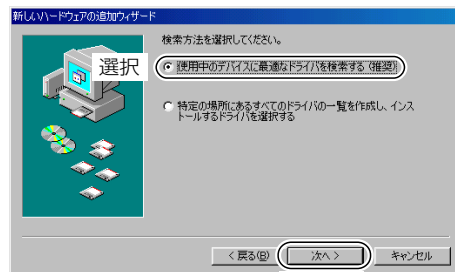 新しいハードウェアの追加ウィザード
検索方法を選択してください。
選択
使用中のデバイスに最適なドライバを検索する (推奨)
特定の場所にあるすべてのドライバの一覧を作成し、インス
トールするドライバを選択する
< 戻る(B)
次へ >
キャンセル